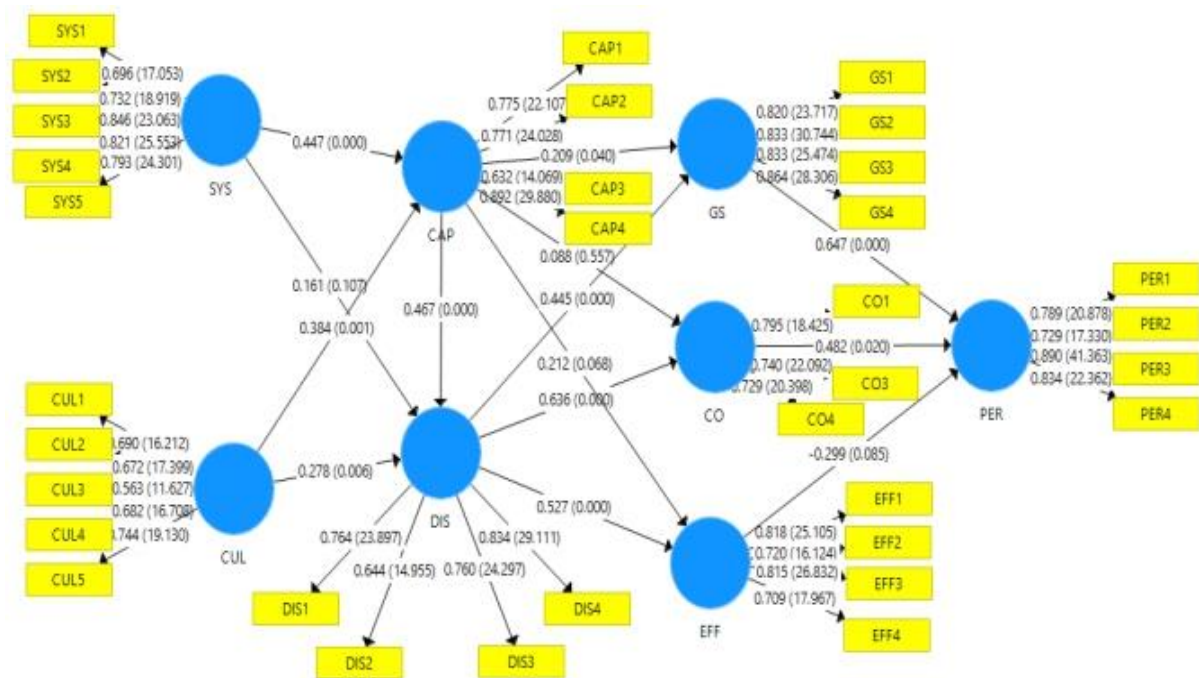 SYS1
SYS2
SYS3
SYS4
SYS5
0.696 (17.053)
0.732 (18.919)
0.846 (23.063)
0.821 (25.553)
0.793 (24.301)
SYS
0.447 (0.000)
0.161 (0.107)
0.384 (0.001)
CUL1
CUL2
CUL3
CUL4
CUL5
0.690 (16.212)
0.672 (17.399)
0.563 (11.627)
0.682 (16.708)
0.744 (19.130)
CUL
0.278 (0.006)
CAP1
CAP2
CAP3
CAP4
0.775 (22.107
0.771 (24.028)
0.209 (0.040)
0.632 (14.069)
0.892 (29.880)
CAP
0.088 (0.557)
0.467 (0.000)
0.445 (0.000)
0.212 (0.068)
0.636 (0.000)
DIS
0.527 (0.000)
0.764 (23.897)
0.834 (29.111)
0.644 (14.955)
0.760 (24.297)
DIS1
DIS2
DIS3
DIS4
GS1
GS2
GS3
GS4
0.820 (23.717)
0.833 (30.744)
0.833 (25.474)
0.864 (28.306)
GS
0.647 (0.000)
CO1
0.795 (18.425)
0.482 (0.020)
0.740 (22.092)
0.729 (20.398)
CO3
CO4
CO
-0.299 (0.085)
EFF1
EFF2
EFF3
EFF4
0.818 (25.105)
0.720 (16.124)
0.815 (26.832)
0.709 (17.967)
EFF
PER1
PER2
PER3
PER4
0.789 (20.878)
0.729 (17.330)
0.890 (41.363)
0.834 (22.362)
PER